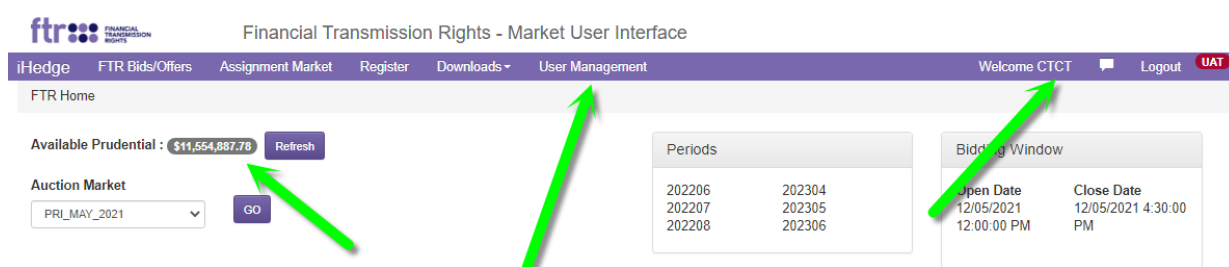 ftr FINANCIAL TRANSMISSION RIGHTS
Financial Transmission Rights - Market User Interface
iHedge FTR Bids/Offers Assignment Market Register Downloads User Management Welcome CTCT Logout UAT
FTR Home
Available Prudential : $11,554,887.78 Refresh
Auction Market
PRI_MAY_2021 GO
Periods
202206 202304
202207 202305
202208 202306
Bidding Window
Open Date Close Date
12/05/2021 12/05/2021 4:30:00
12:00:00 PM PM